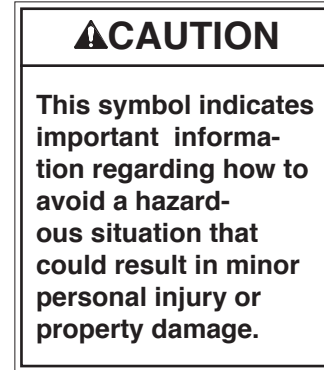 ⚠CAUTION
This symbol indicates
important informa-
tion regarding how to
avoid a hazard-
ous situation that
could result in minor
personal injury or
property damage.